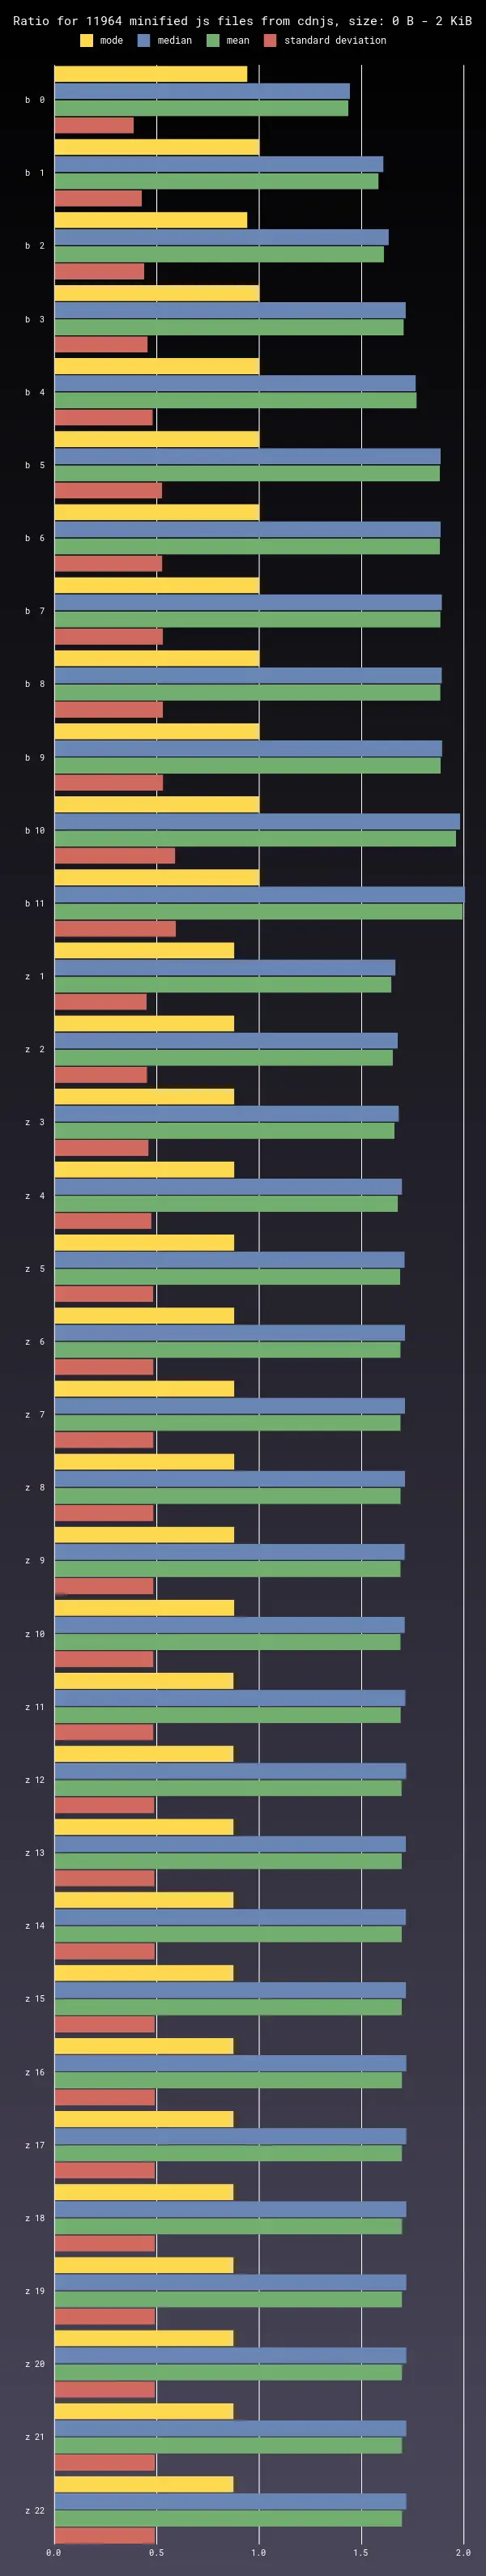 Ratio for 11964 minified js files from cdnjs, size: 0 B - 2 KiB
mode median mean standard deviation
b 0
b 1
b 2
b 3
b 4
b 5
b 6
b 7
b 8
b 9
b 10
b 11
z 1
z 2
z 3
z 4
z 5
z 6
z 7
z 8
z 9
z 10
z 11
z 12
z 13
z 14
z 15
z 16
z 17
z 18
z 19
z 20
z 21
z 22
0.0 0.5 1.0 1.5 2.0